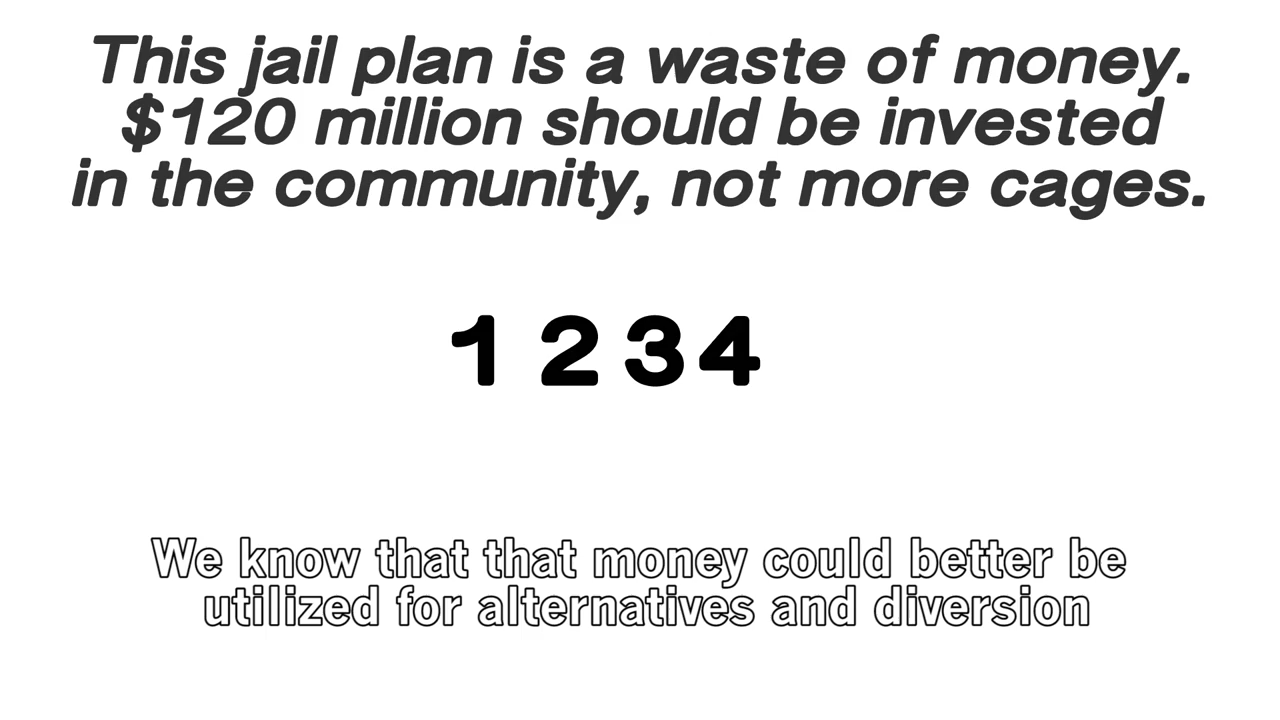 This jail plan is a waste of money.
$120 million should be invested
in the community, not more cages.
1 2 3 4
We know that that money could better be
utilized for alternatives and diversion